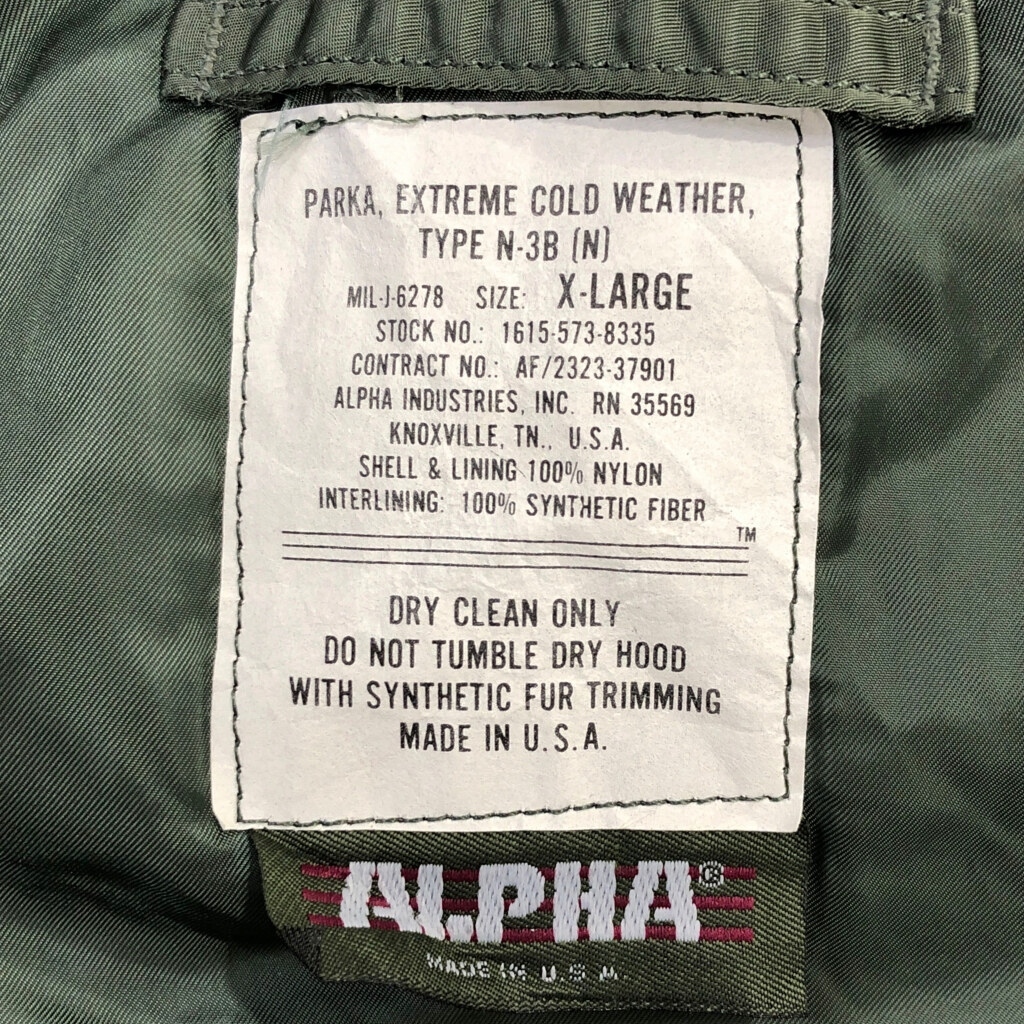 PARKA, EXTREME COLD WEATHER,
TYPE N-3B (N)
MIL-J-6278 SIZE: X-LARGE
STOCK NO.: 1615-573-8335
CONTRACT NO.: AF/2323-37901
ALPHA INDUSTRIES, INC. RN 35569
KNOXVILLE, TN., U.S.A.
SHELL & LINING 100% NYLON
INTERLINING: 100% SYNTHETIC FIBER
TM
DRY CLEAN ONLY
DO NOT TUMBLE DRY HOOD
WITH SYNTHETIC FUR TRIMMING
MADE IN U.S.A.
ALPHA®
MADE IN U.S.A.